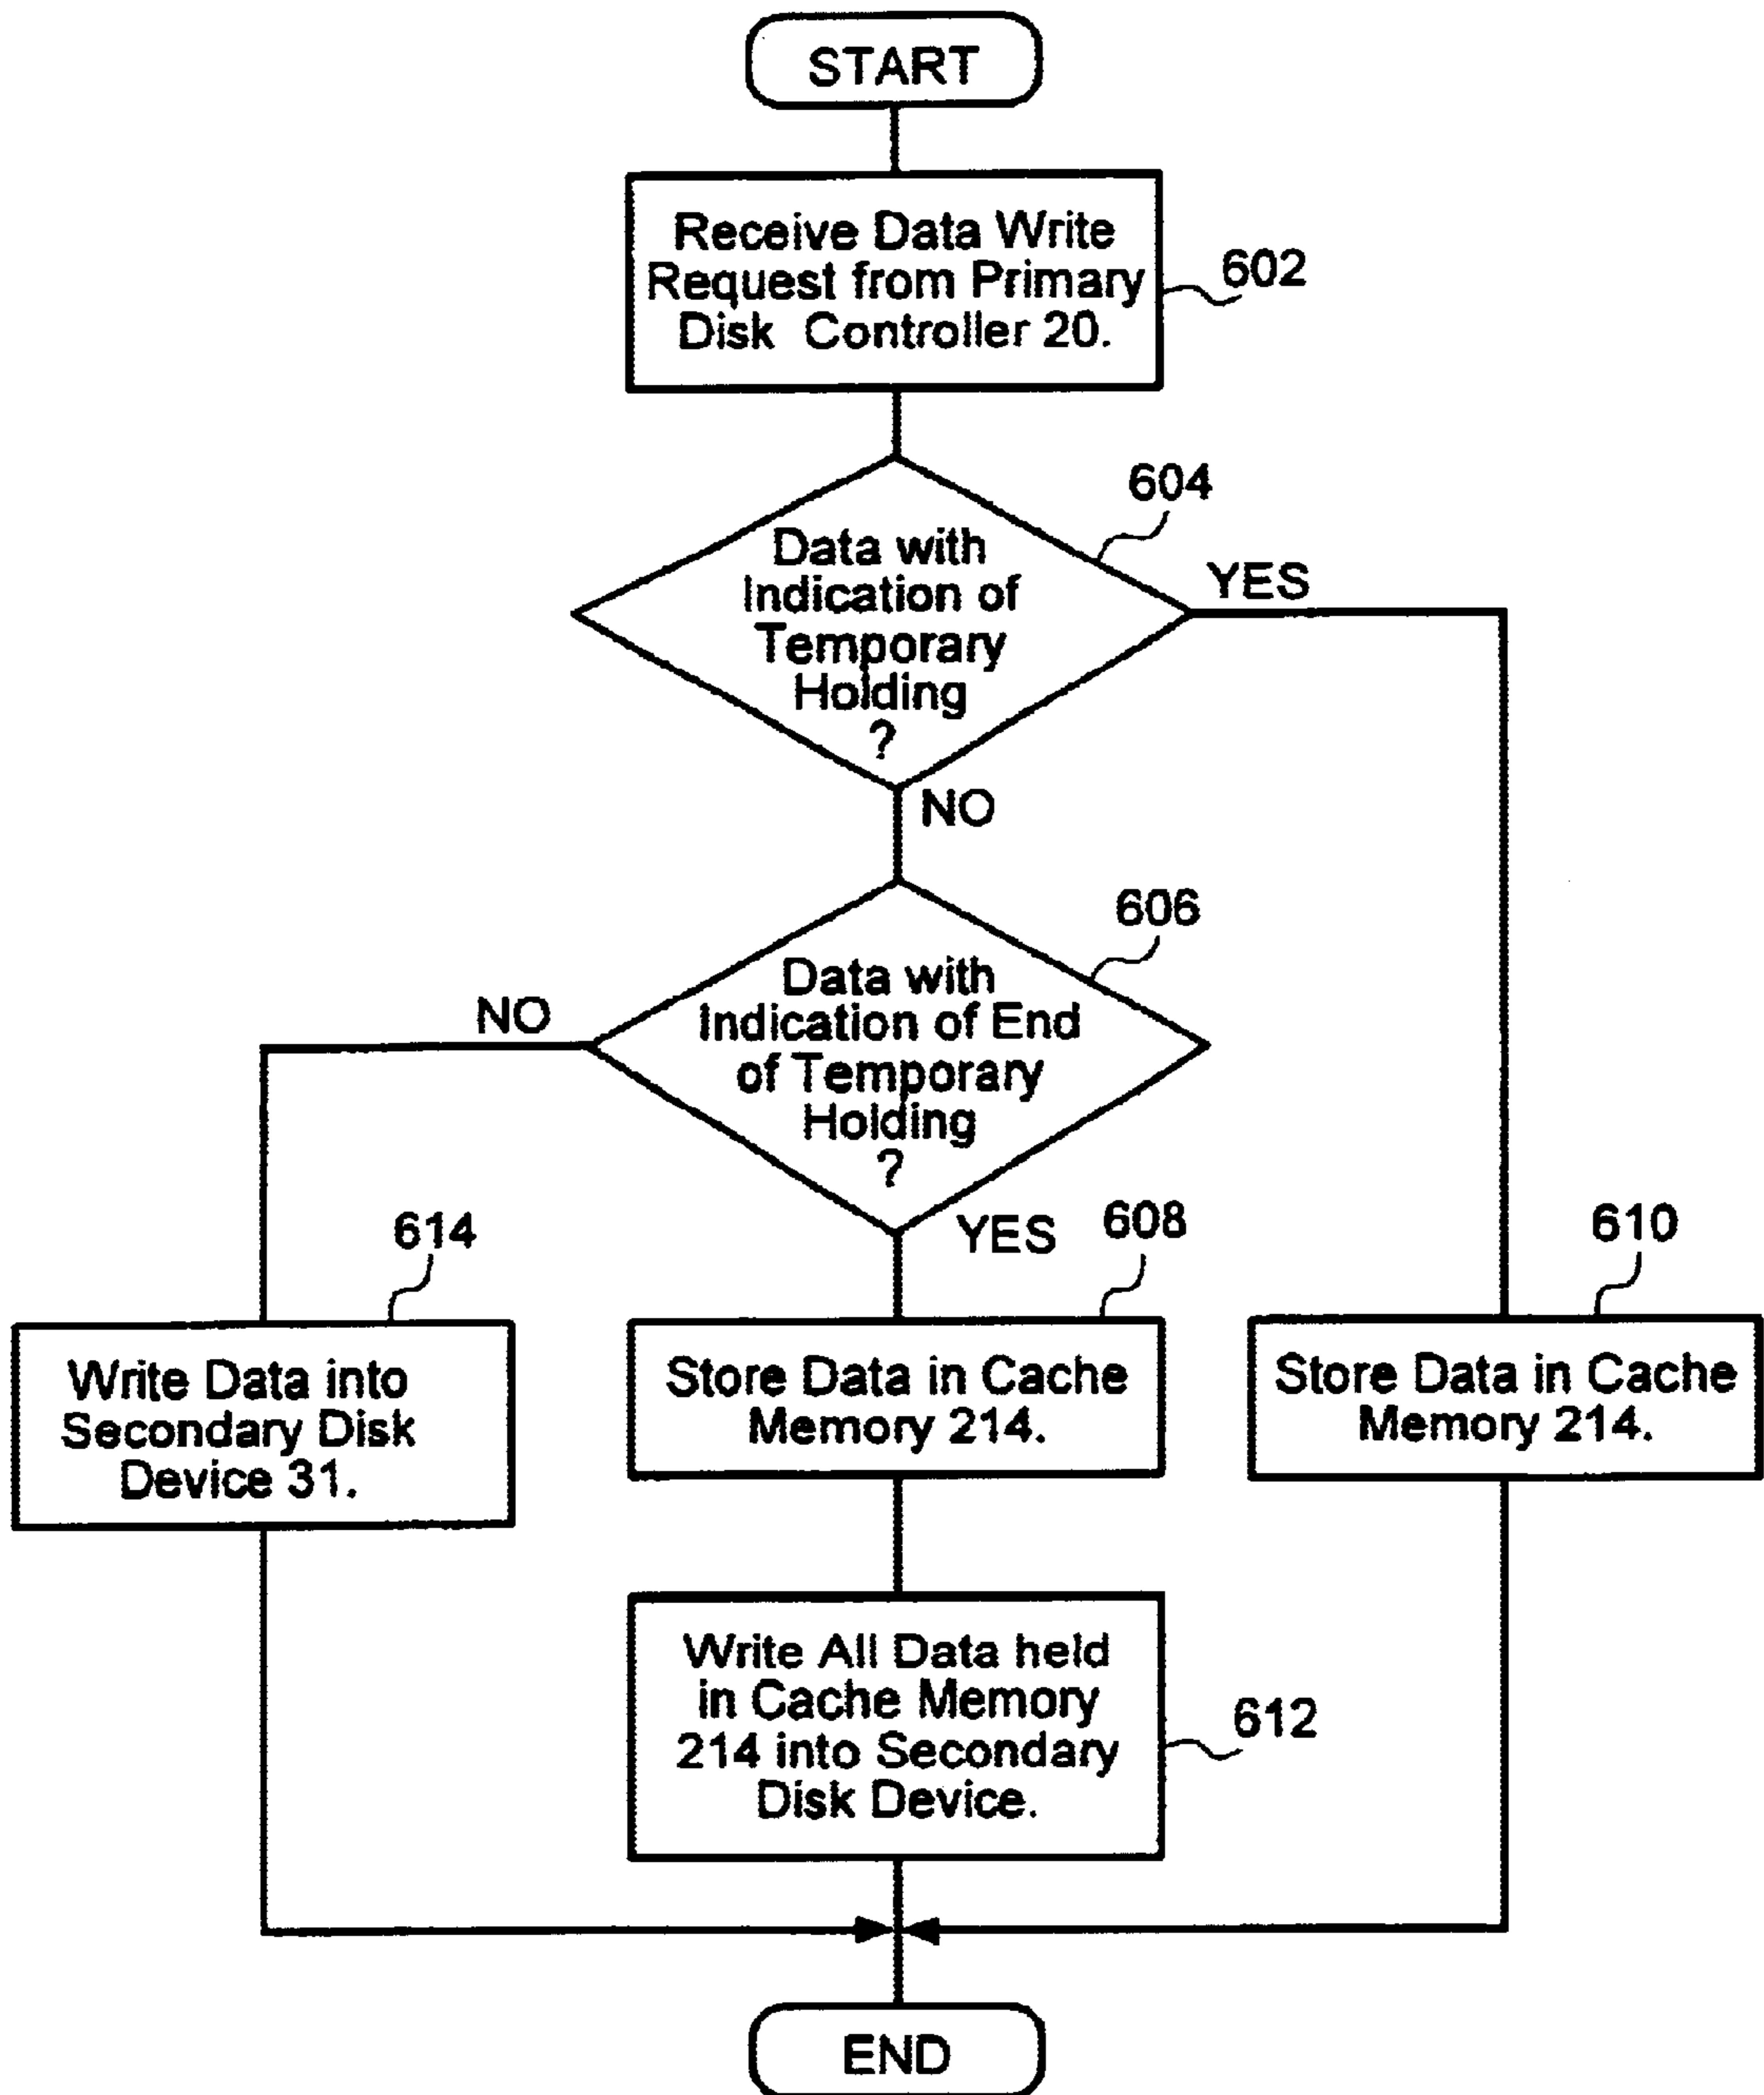 START
Receive Data Write
Request from Primary
Disk Controller 20.
602
604
Data with
Indication of
Temporary
Holding
?
YES
NO
606
Data with
Indication of End
of Temporary
Holding
?
NO
YES
614
Write Data into
Secondary Disk
Device 31.
608
Store Data in Cache
Memory 214.
610
Store Data in Cache
Memory 214.
Write All Data held
in Cache Memory
214 into Secondary
Disk Device.
612
END